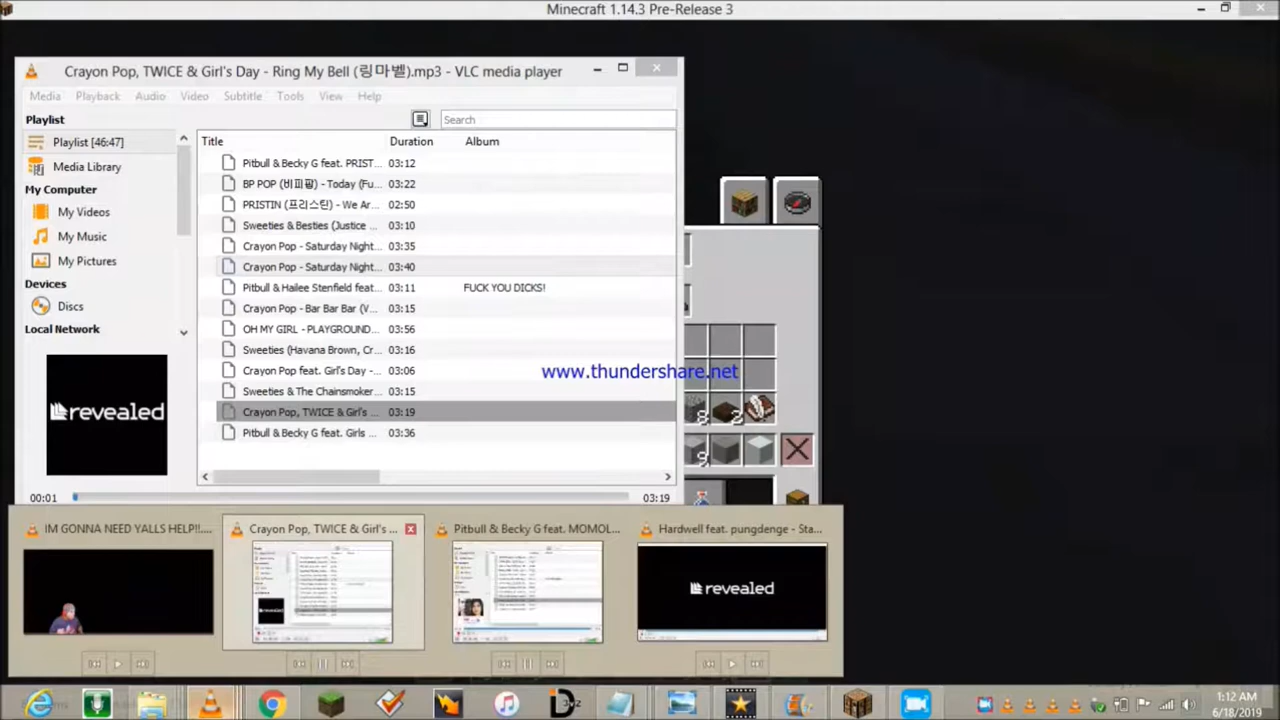 Minecraft 1.14.3 Pre-Release 3
Crayon Pop, TWICE & Girl's Day - Ring My Bell (링마벨).mp3 - VLC media player
Media Playback Audio Video Subtitle Tools View Help
Playlist
Search
Playlist [46:47]
Media Library
My Computer
My Videos
My Music
My Pictures
Devices
Discs
Local Network
revealed
Title Duration Album
Pitbull & Becky G feat. PRIST... 03:12
BP POP (비피팝) - Today (Fu... 03:22
PRISTIN (프리스틴) - We Ar... 02:50
Sweeties & Besties (Justice ... 03:10
Crayon Pop - Saturday Night... 03:35
Crayon Pop - Saturday Night... 03:40
Pitbull & Hailee Stenfield feat... 03:11 FUCK YOU DICKS!
Crayon Pop - Bar Bar Bar (V... 03:15
OH MY GIRL - PLAYGROUND... 03:56
Sweeties (Havana Brown, Cr... 03:16
Crayon Pop feat. Girl's Day -... 03:06
Sweeties & The Chainsmoker... 03:15
Crayon Pop, TWICE & Girl's ... 03:19
Pitbull & Becky G feat. Girls ... 03:36
www.thundershare.net
00:01 03:19
IM GONNA NEED YALLS HELP!!....
Crayon Pop, TWICE & Girl's ...
Pitbull & Becky G feat. MOMOL...
Hardwell feat. pungdenge - Sta...
revealed
1:12 AM
6/18/2019